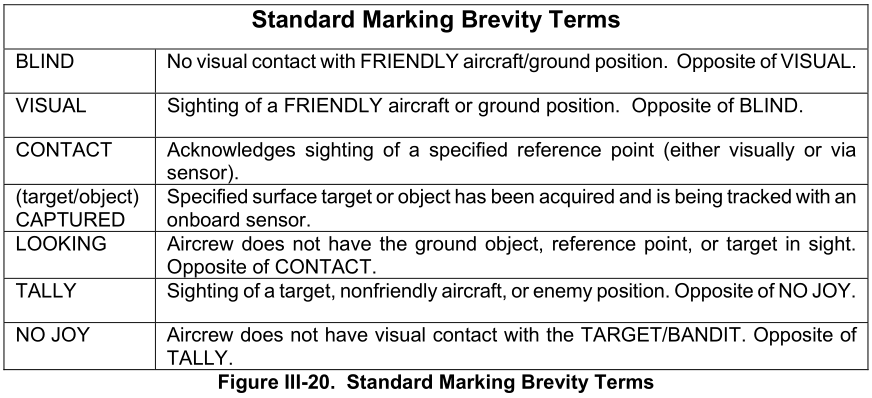 Standard Marking Brevity Terms
BLIND No visual contact with FRIENDLY aircraft/ground position. Opposite of VISUAL.
VISUAL Sighting of a FRIENDLY aircraft or ground position. Opposite of BLIND.
CONTACT Acknowledges sighting of a specified reference point (either visually or via
sensor).
(target/object) Specified surface target or object has been acquired and is being tracked with an
CAPTURED onboard sensor.
LOOKING Aircrew does not have the ground object, reference point, or target in sight.
Opposite of CONTACT.
TALLY Sighting of a target, nonfriendly aircraft, or enemy position. Opposite of NO JOY.
NO JOY Aircrew does not have visual contact with the TARGET/BANDIT. Opposite of
TALLY.
Figure III-20. Standard Marking Brevity Terms